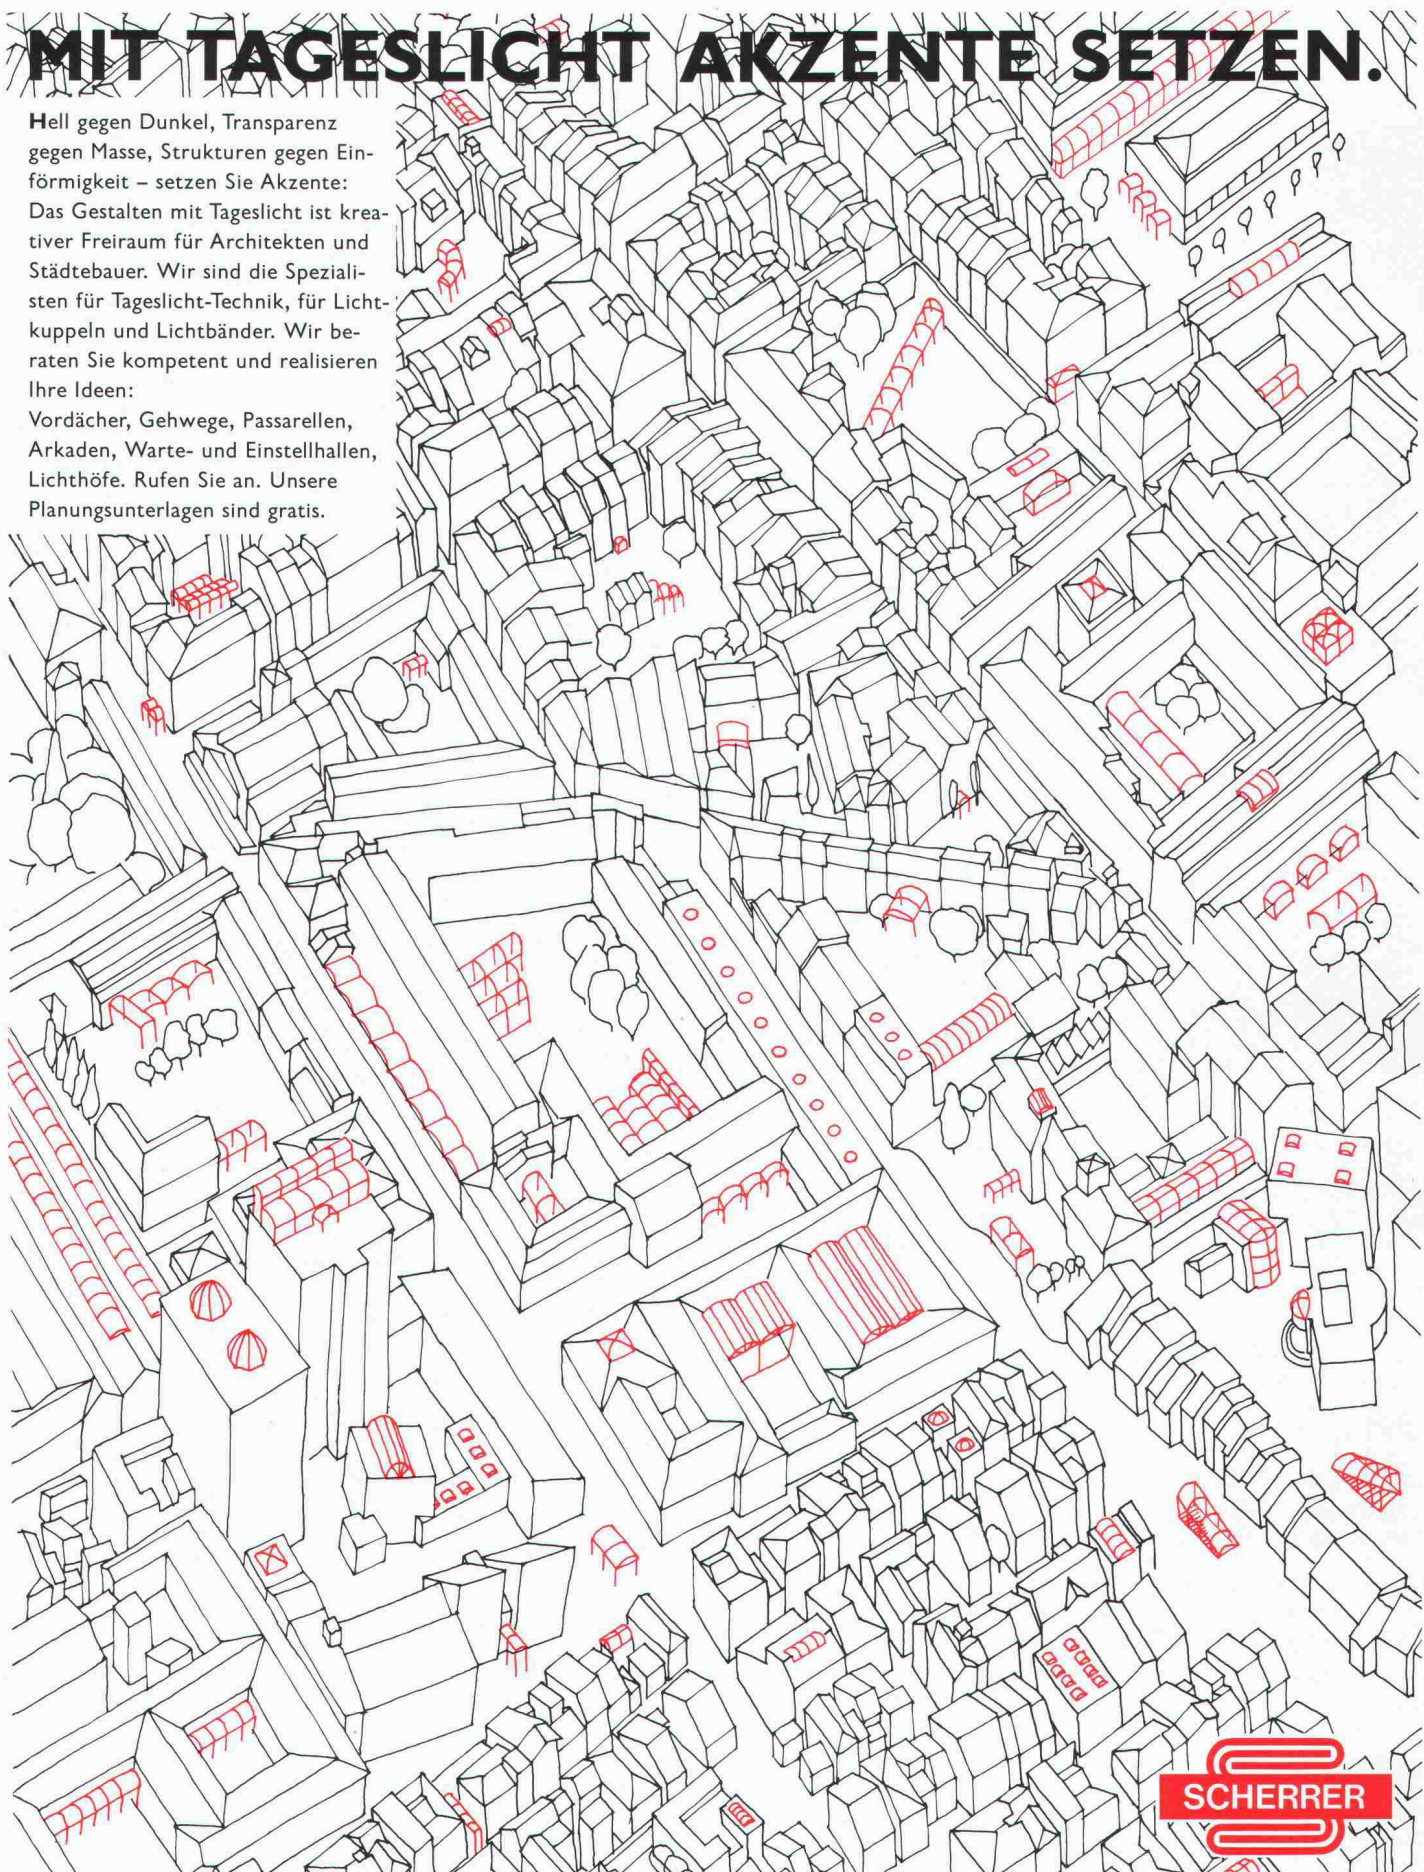 MIT TAGESLICHT AKZENTE SETZEN.
Hell gegen Dunkel, Transparenz
gegen Masse, Strukturen gegen Ein-
förmigkeit – setzen Sie Akzente:
Das Gestalten mit Tageslicht ist krea-
tiver Freiraum für Architekten und
Städtebauer. Wir sind die Speziali-
sten für Tageslicht-Technik, für Licht-
kuppeln und Lichtbänder. Wir be-
raten Sie kompetent und realisieren
Ihre Ideen:
Vordächer, Gehwege, Passarellen,
Arkaden, Warte- und Einstellhallen,
Lichthöfe. Rufen Sie an. Unsere
Planungsunterlagen sind gratis.
SCHERRER